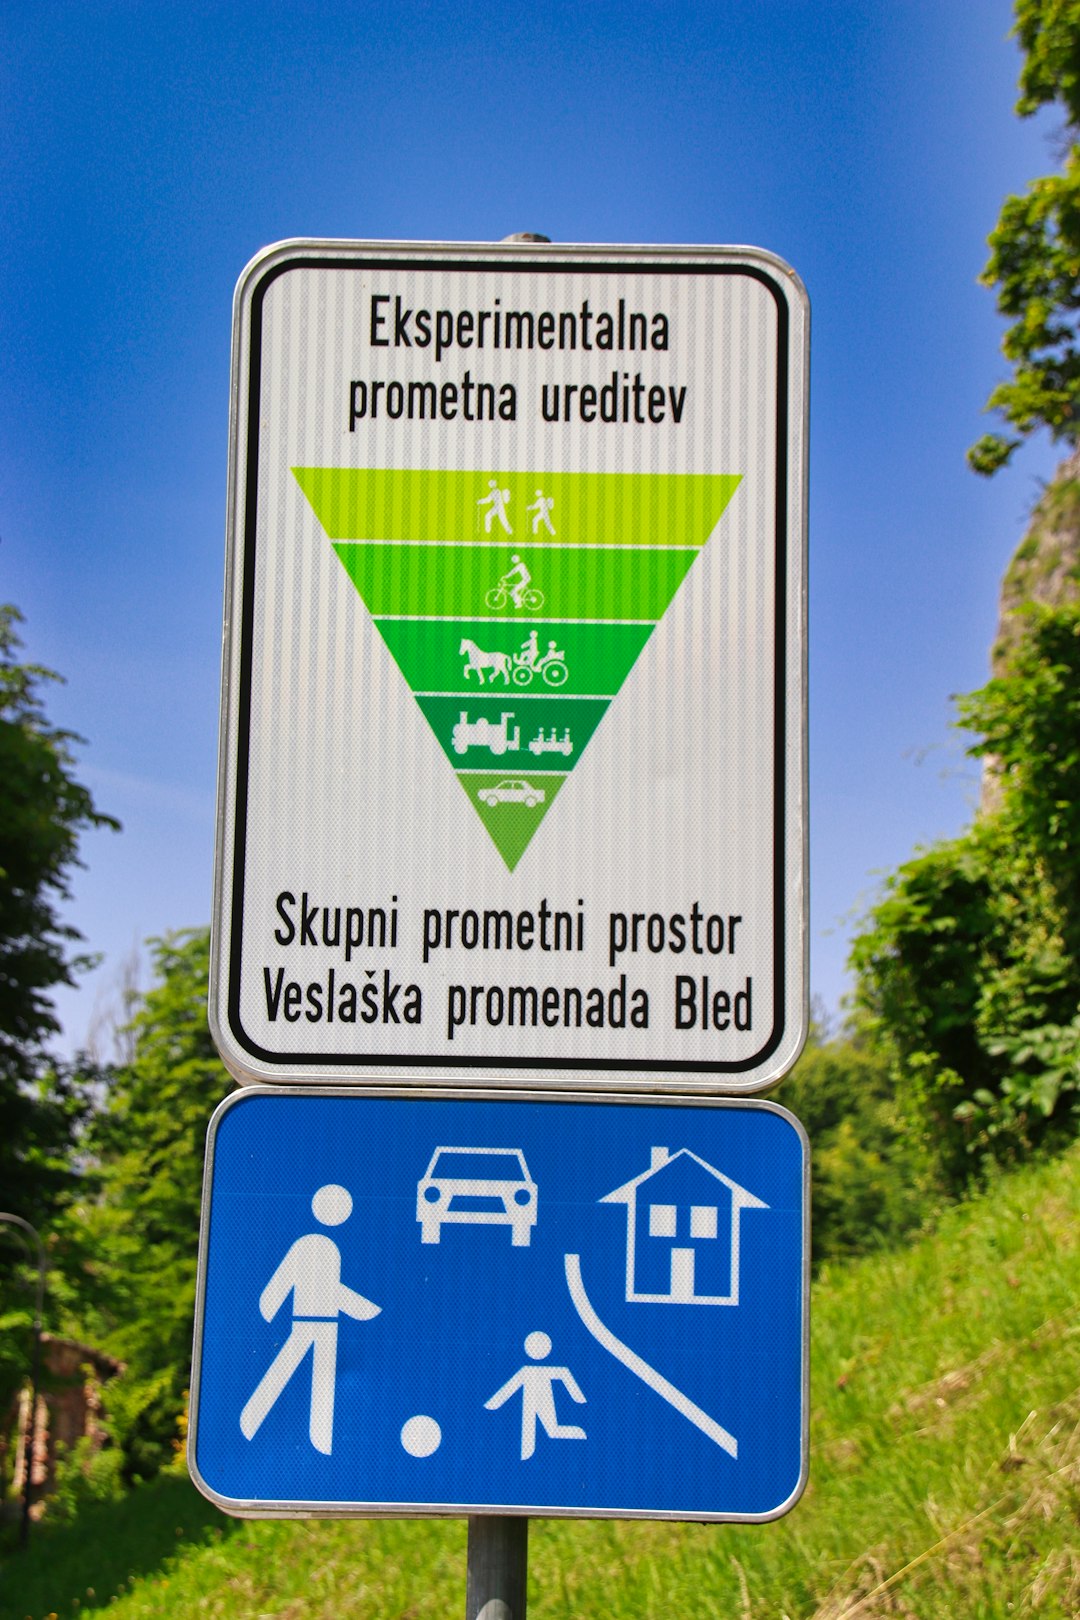 Eksperimentalna
prometna ureditev
Skupni prometni prostor
Veslaška promenada Bled